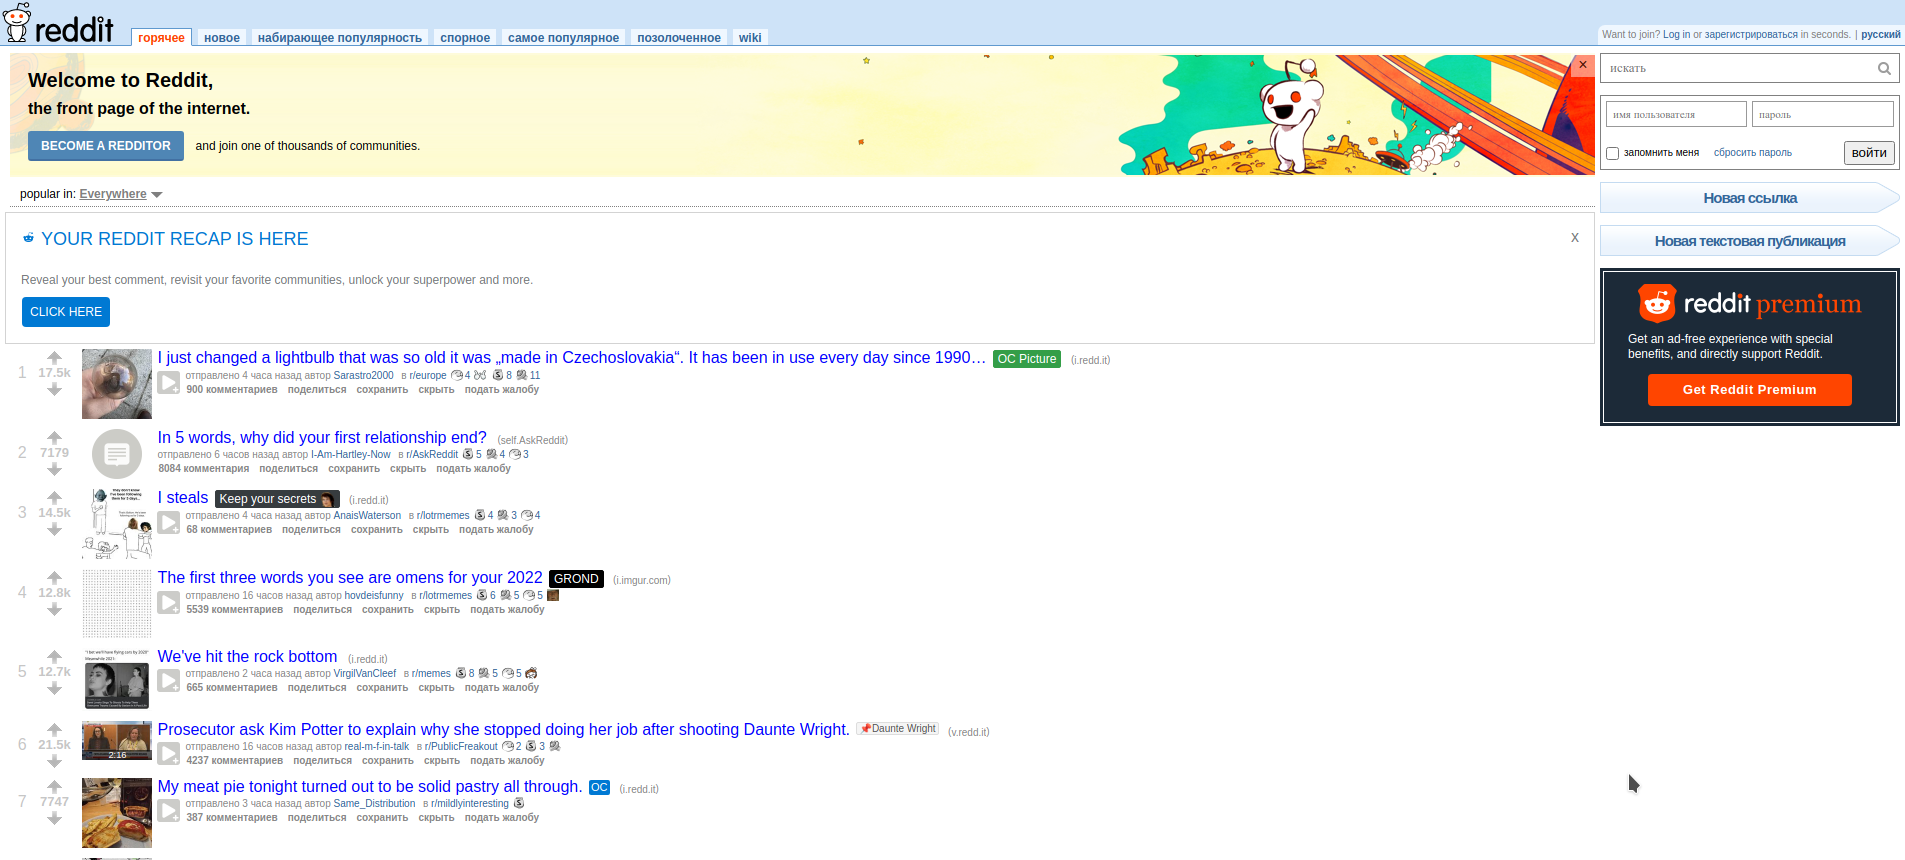 reddit
горячее новое набирающее популярность спорное самое популярное позолоченное wiki
Want to join? Log in or зарегистрироваться in seconds. | русский
Welcome to Reddit,
the front page of the internet.
BECOME A REDDITOR and join one of thousands of communities.
×
popular in: Everywhere
YOUR REDDIT RECAP IS HERE
X
Reveal your best comment, revisit your favorite communities, unlock your superpower and more.
CLICK HERE
1 17.5k I just changed a lightbulb that was so old it was „made in Czechoslovakia“. It has been in use every day since 1990… OC Picture (i.redd.it)
отправлено 4 часа назад автор Sarastro2000 в r/europe 4 8 11
900 комментариев поделиться сохранить скрыть подать жалобу
2 7179 In 5 words, why did your first relationship end? (self.AskReddit)
отправлено 6 часов назад автор I-Am-Hartley-Now в r/AskReddit 5 4 3
8084 комментария поделиться сохранить скрыть подать жалобу
3 14.5k I steals Keep your secrets (i.redd.it)
отправлено 4 часа назад автор AnaisWaterson в r/lotrmemes 4 3 4
68 комментариев поделиться сохранить скрыть подать жалобу
4 12.8k The first three words you see are omens for your 2022 GROND (i.imgur.com)
отправлено 16 часов назад автор hovdeisfunny в r/lotrmemes 6 5 5
5539 комментариев поделиться сохранить скрыть подать жалобу
5 12.7k We've hit the rock bottom (i.redd.it)
отправлено 2 часа назад автор VirgilVanCleef в r/memes 8 5 5
665 комментариев поделиться сохранить скрыть подать жалобу
6 21.5k 2:16 Prosecutor ask Kim Potter to explain why she stopped doing her job after shooting Daunte Wright. 📌Daunte Wright (v.redd.it)
отправлено 16 часов назад автор real-m-f-in-talk в r/PublicFreakout 2 3
4237 комментариев поделиться сохранить скрыть подать жалобу
7 7747 My meat pie tonight turned out to be solid pastry all through. OC (i.redd.it)
отправлено 3 часа назад автор Same_Distribution в r/mildlyinteresting
387 комментариев поделиться сохранить скрыть подать жалобу
искать
имя пользователя пароль
запомнить меня сбросить пароль войти
Новая ссылка
Новая текстовая публикация
reddit premium
Get an ad-free experience with special
benefits, and directly support Reddit.
Get Reddit Premium